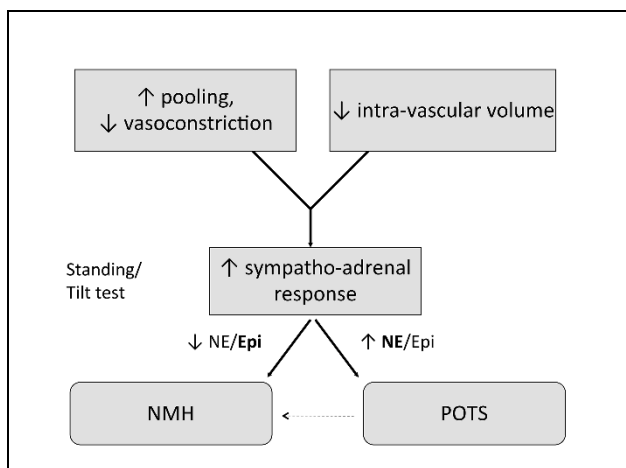 ↑ pooling,
↓ vasoconstriction
↓ intra-vascular volume
Standing/
Tilt test
↑ sympatho-adrenal
response
↓ NE/Epi
↑ NE/Epi
NMH
POTS